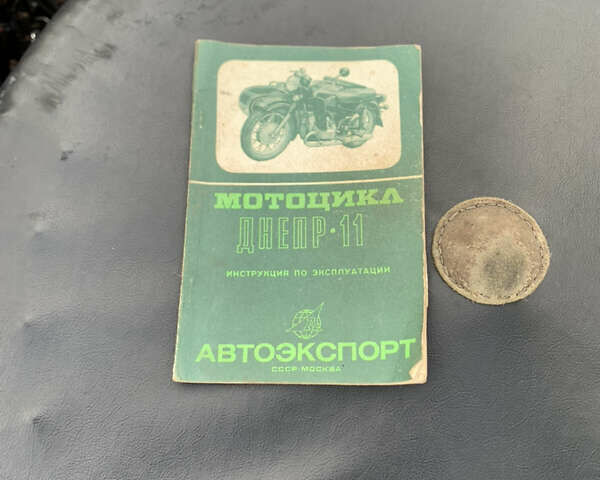 МОТОЦИКЛ
ДНЕПР·11
ИНСТРУКЦИЯ ПО ЭКСПЛУАТАЦИИ
АВТОЭКСПОРТ
СССР·МОСКВА